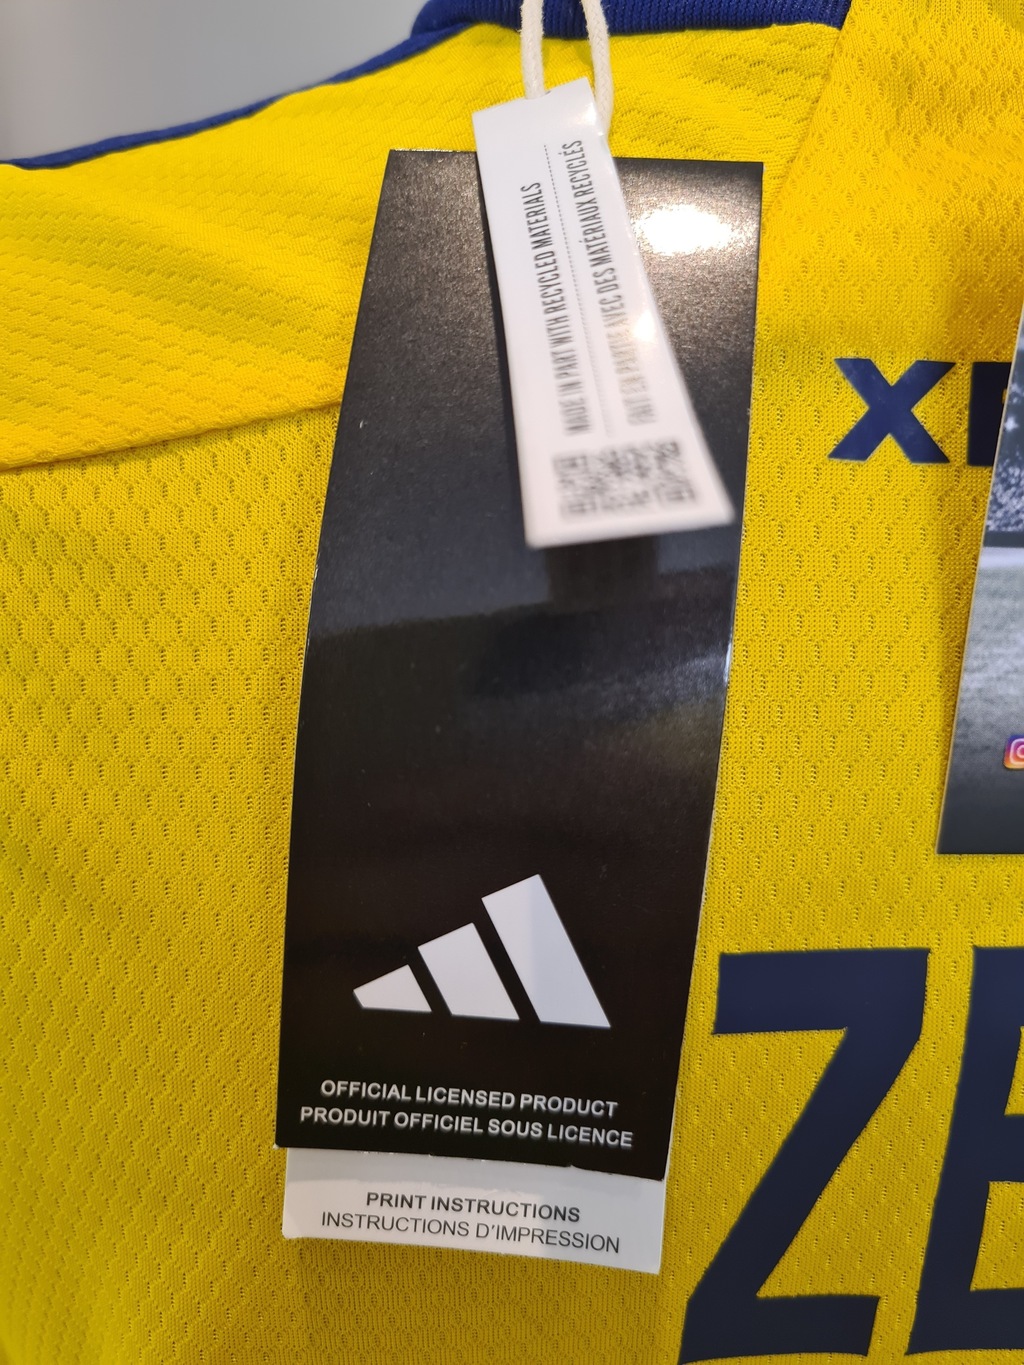 MADE IN PART WITH RECYCLED MATERIALS
FAIT EN PARTIE AVEC DES MATÉRIAUX RECYCLÉS
X
ZE
OFFICIAL LICENSED PRODUCT
PRODUIT OFFICIEL SOUS LICENCE
PRINT INSTRUCTIONS
INSTRUCTIONS D'IMPRESSION